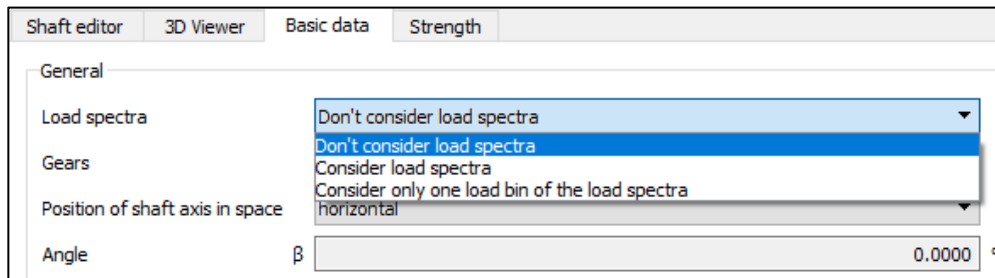 Shaft editor 3D Viewer Basic data Strength
General
Load spectra Don't consider load spectra
Don't consider load spectra
Gears Consider load spectra
Consider only one load bin of the load spectra
Position of shaft axis in space horizontal
Angle β 0.0000